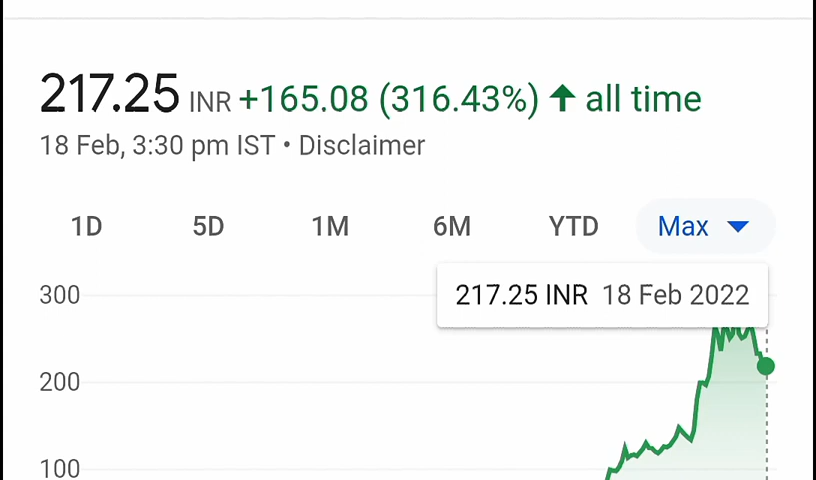 217.25 INR +165.08 (316.43%) ↑ all time
18 Feb, 3:30 pm IST • Disclaimer
1D 5D 1M 6M YTD Max
217.25 INR 18 Feb 2022
300
200
100